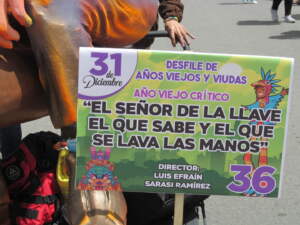 31
de
Diciembre
DESFILE DE
AÑOS VIEJOS Y VIUDAS
AÑO VIEJO CRÍTICO
"EL SEÑOR DE LA LLAVE
EL QUE SABE Y EL QUE
SE LAVA LAS MANOS"
DIRECTOR:
LUIS EFRAÍN
SARASI RAMÍREZ
36